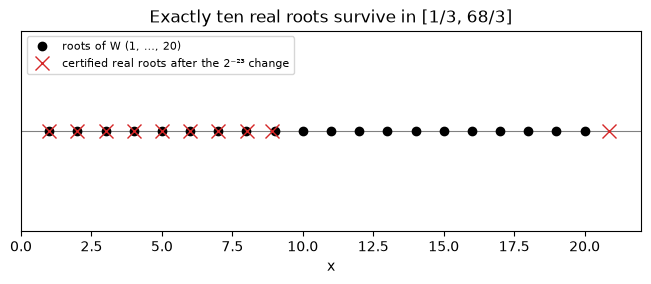 Exactly ten real roots survive in [1/3, 68/3]
roots of W (1, …, 20)
certified real roots after the 2⁻²³ change
0.0 2.5 5.0 7.5 10.0 12.5 15.0 17.5 20.0
x